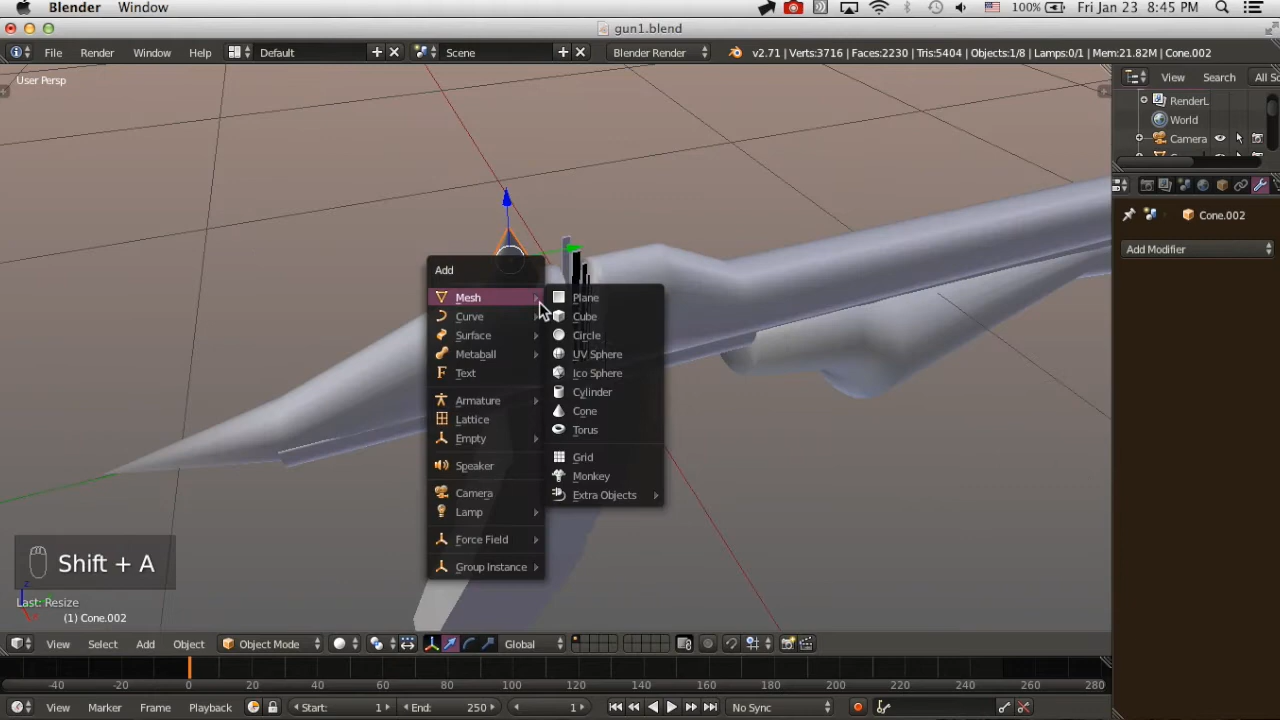 Blender Window 100% Fri Jan 23 8:45 PM
gun1.blend
File Render Window Help Default Scene Blender Render v2.71 | Verts:3716 | Faces:2230 | Tris:5404 | Objects:1/8 | Lamps:0/1 | Mem:21.82M | Cone.002
User Persp
View Search All Sc
RenderL
World
Camera
Cone.002
Add Modifier
Add
Mesh
Curve
Surface
Metaball
Text
Armature
Lattice
Empty
Speaker
Camera
Lamp
Force Field
Group Instance
Plane
Cube
Circle
UV Sphere
Ico Sphere
Cylinder
Cone
Torus
Grid
Monkey
Extra Objects
Shift + A
Last: Resize
(1) Cone.002
View Select Add Object Object Mode Global
-40 -20 0 20 40 60 80 100 120 140 160 180 200 220 240 260 280
View Marker Frame Playback Start: 1 End: 250 1 No Sync